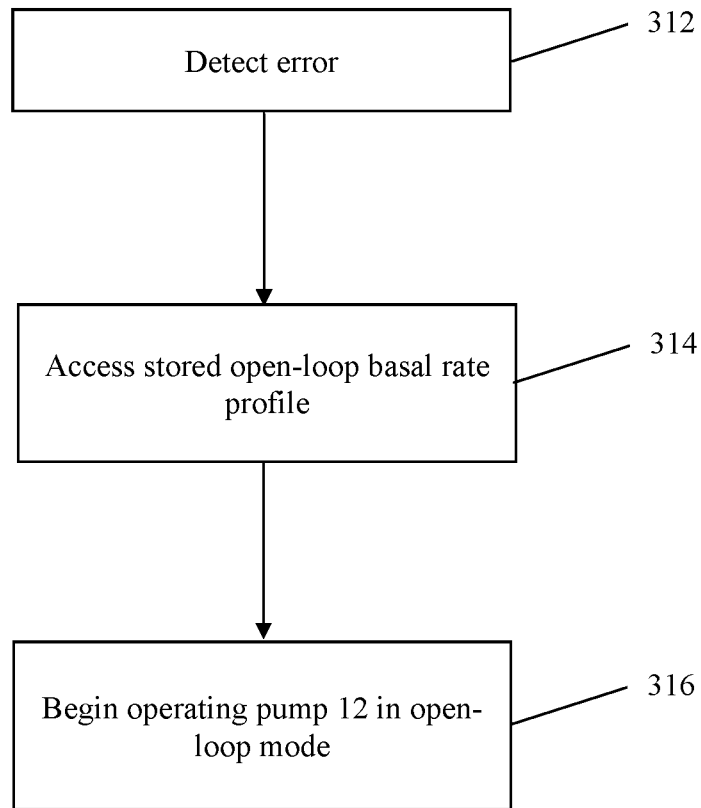 312
Detect error
314
Access stored open-loop basal rate
profile
316
Begin operating pump 12 in open-
loop mode